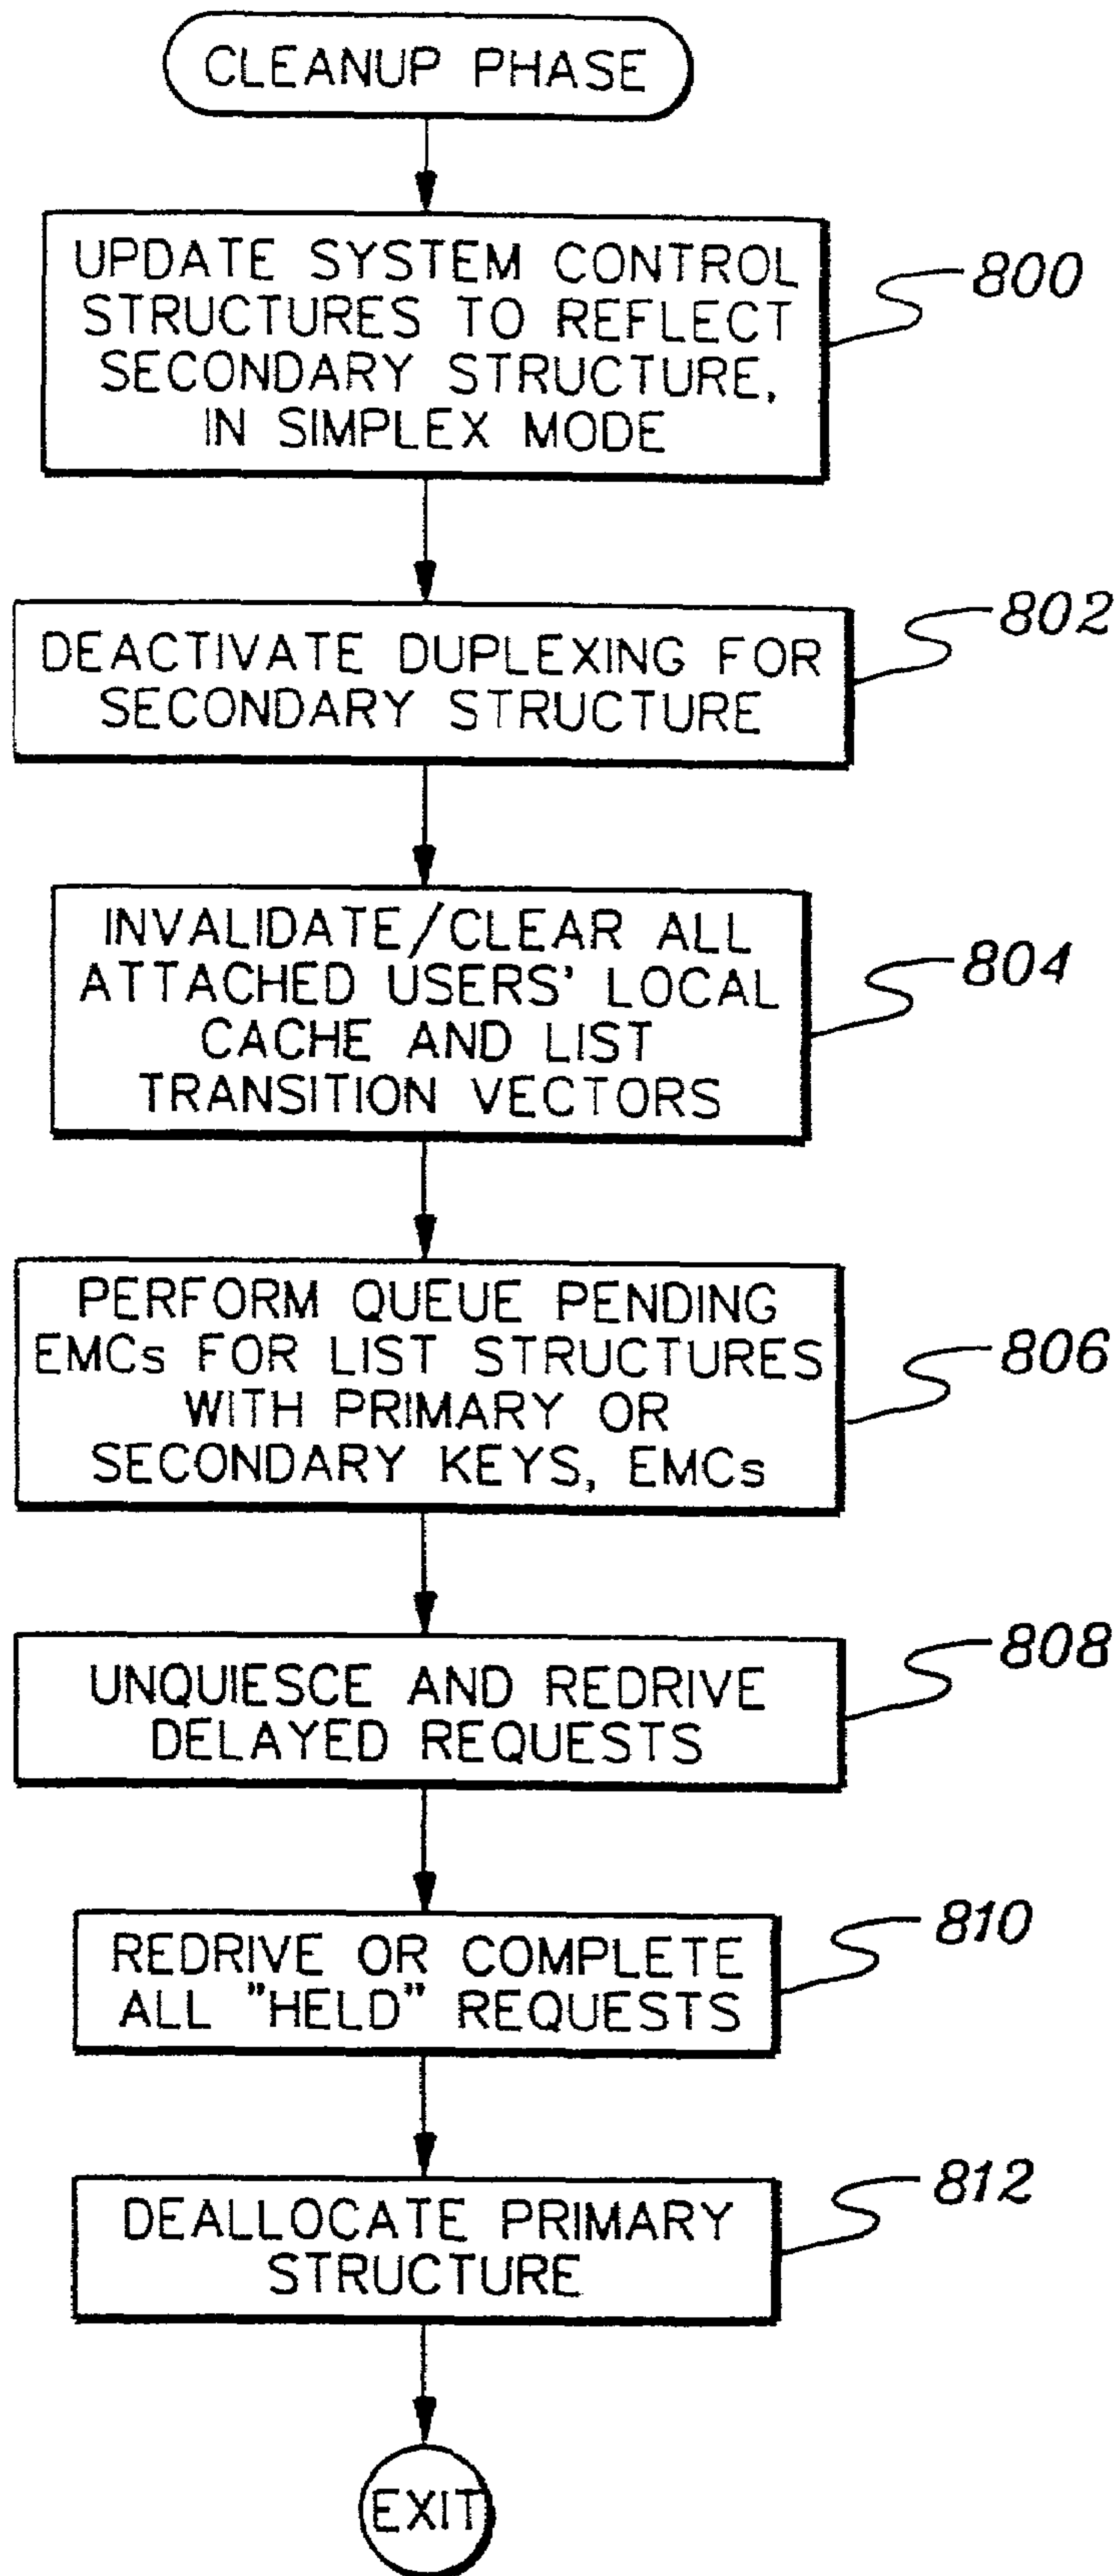 CLEANUP PHASE
UPDATE SYSTEM CONTROL
STRUCTURES TO REFLECT
SECONDARY STRUCTURE,
IN SIMPLEX MODE
800
DEACTIVATE DUPLEXING FOR
SECONDARY STRUCTURE
802
INVALIDATE/CLEAR ALL
ATTACHED USERS' LOCAL
CACHE AND LIST
TRANSITION VECTORS
804
PERFORM QUEUE PENDING
EMCs FOR LIST STRUCTURES
WITH PRIMARY OR
SECONDARY KEYS, EMCs
806
UNQUIESCE AND REDRIVE
DELAYED REQUESTS
808
REDRIVE OR COMPLETE
ALL "HELD" REQUESTS
810
DEALLOCATE PRIMARY
STRUCTURE
812
EXIT